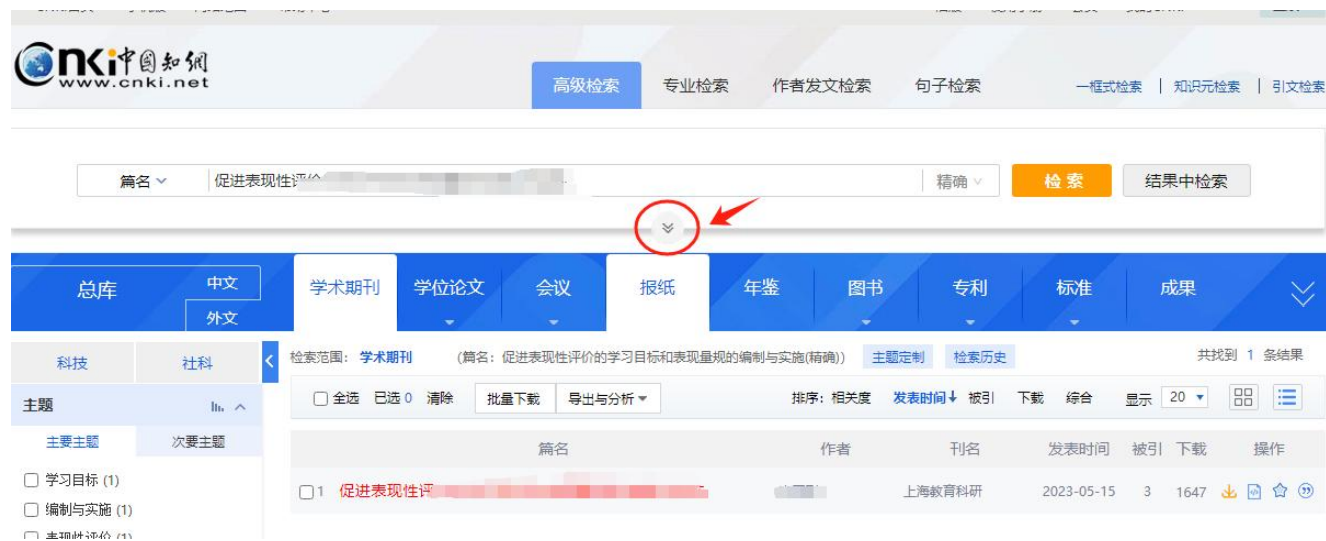 中国知网
www.cnki.net
高级检索 专业检索 作者发文检索 句子检索 一框式检索 | 知识元检索 | 引文检索
篇名 促进表现性评价 精确 检索 结果中检索
总库 中文 外文 学术期刊 学位论文 会议 报纸 年鉴 图书 专利 标准 成果
科技 社科 检索范围: 学术期刊 (篇名: 促进表现性评价的学习目标和表现量规的编制与实施(精确)) 主题定制 检索历史 共找到 1 条结果
主题 全选 已选 0 清除 批量下载 导出与分析 排序: 相关度 发表时间↓ 被引 下载 综合 显示 20
主要主题 次要主题 篇名 作者 刊名 发表时间 被引 下载 操作
学习目标 (1) 1 促进表现性评 上海教育科研 2023-05-15 3 1647
编制与实施 (1)
表现性评价 (1)